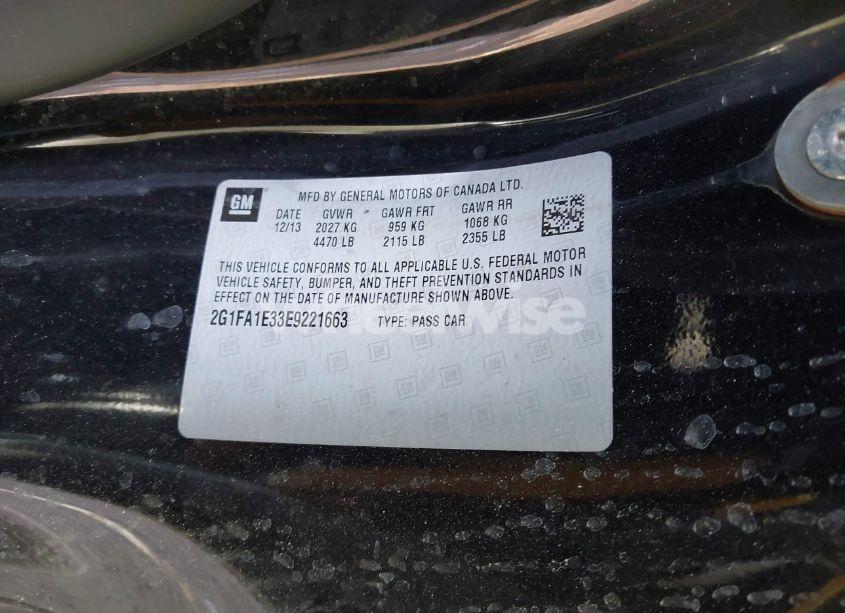 GM
MFD BY GENERAL MOTORS OF CANADA LTD.
DATE GVWR GAWR FRT GAWR RR
12/13 2027 KG 959 KG 1068 KG
4470 LB 2115 LB 2355 LB
THIS VEHICLE CONFORMS TO ALL APPLICABLE U.S. FEDERAL MOTOR
VEHICLE SAFETY, BUMPER, AND THEFT PREVENTION STANDARDS IN
EFFECT ON THE DATE OF MANUFACTURE SHOWN ABOVE.
2G1FA1E33E9221663 TYPE: PASS CAR